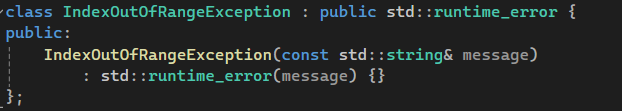 class IndexOutOfRangeException : public std::runtime_error {
public:
    IndexOutOfRangeException(const std::string& message)
        : std::runtime_error(message) {}
};